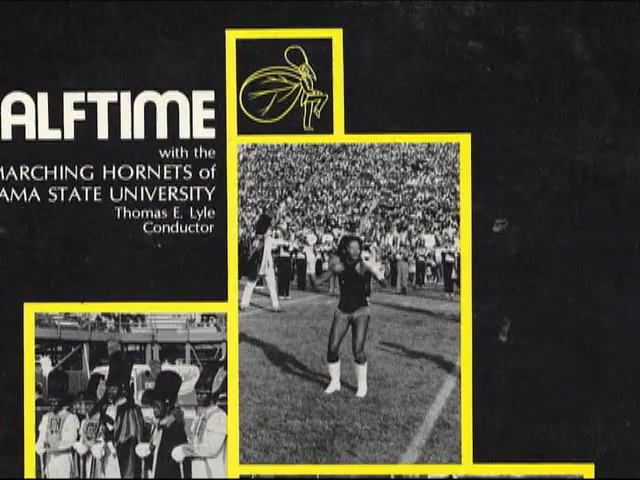 ALFTIME
with the
MARCHING HORNETS of
AMA STATE UNIVERSITY
Thomas E. Lyle
Conductor